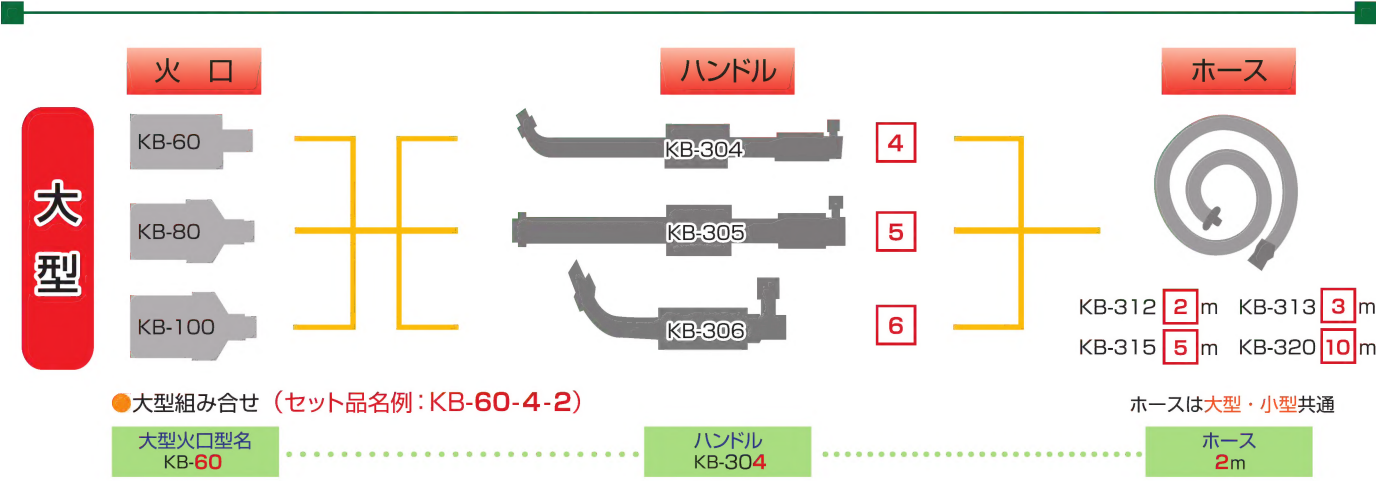 火 口
ハンドル
ホース
大型
KB-60
KB-80
KB-100
KB-304
4
KB-305
5
KB-306
6
KB-312 2 m KB-313 3 m
KB-315 5 m KB-320 10 m
●大型組み合せ（セット品名例：KB-60-4-2）
ホースは大型・小型共通
大型火口型名
KB-60
ハンドル
KB-304
ホース
2m